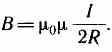 B = μ₀μ I/2R.